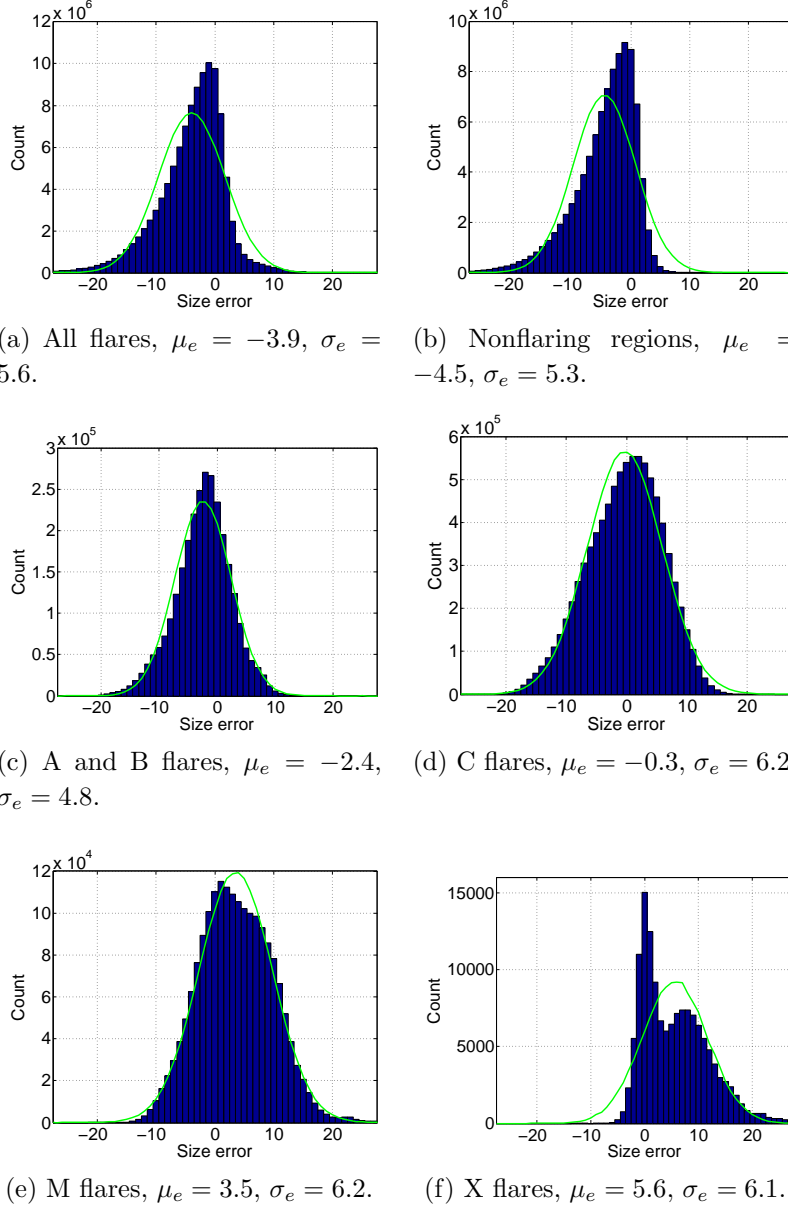 12 x 10^6
10
8
6
4
2
0
Count
−20 −10 0 10 20
Size error
(a) All flares, μ_e = −3.9, σ_e =
5.6.
10 x 10^6
8
6
4
2
0
Count
−20 −10 0 10 20
Size error
(b) Nonflaring regions, μ_e =
−4.5, σ_e = 5.3.
3 x 10^5
2.5
2
1.5
1
0.5
0
Count
−20 −10 0 10 20
Size error
(c) A and B flares, μ_e = −2.4,
σ_e = 4.8.
6 x 10^5
5
4
3
2
1
0
Count
−20 −10 0 10 20
Size error
(d) C flares, μ_e = −0.3, σ_e = 6.2
12 x 10^4
10
8
6
4
2
0
Count
−20 −10 0 10 20
Size error
(e) M flares, μ_e = 3.5, σ_e = 6.2.
15000
10000
5000
0
Count
−20 −10 0 10 20
Size error
(f) X flares, μ_e = 5.6, σ_e = 6.1.